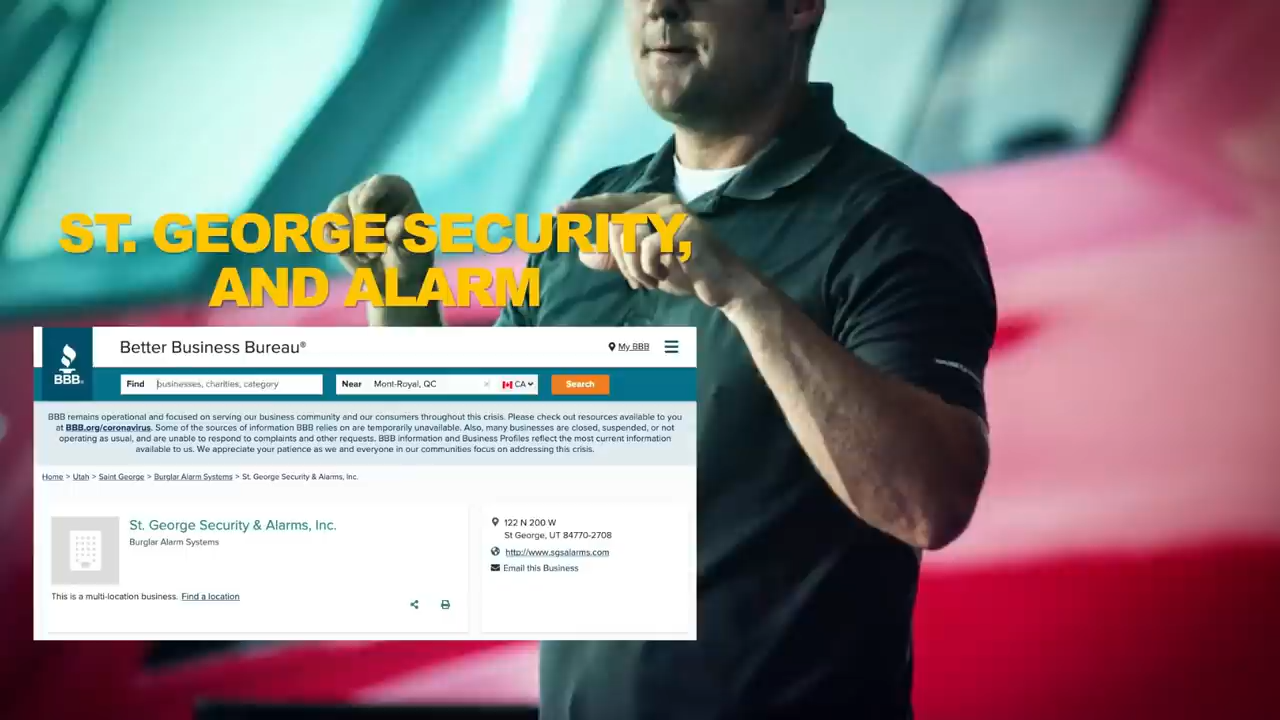 ST. GEORGE SECURITY,
AND ALARM
BBB®
Better Business Bureau®
My BBB
Find businesses, charities, category
Near Mont-Royal, QC × CA
Search
BBB remains operational and focused on serving our business community and our consumers throughout this crisis. Please check out resources available to you
at BBB.org/coronavirus. Some of the sources of information BBB relies on are temporarily unavailable. Also, many businesses are closed, suspended, or not
operating as usual, and are unable to respond to complaints and other requests. BBB information and Business Profiles reflect the most current information
available to us. We appreciate your patience as we and everyone in our communities focus on addressing this crisis.
Home > Utah > Saint George > Burglar Alarm Systems > St. George Security & Alarms, Inc.
St. George Security & Alarms, Inc.
Burglar Alarm Systems
This is a multi-location business. Find a location
122 N 200 W
St George, UT 84770-2708
http://www.sgsalarms.com
Email this Business